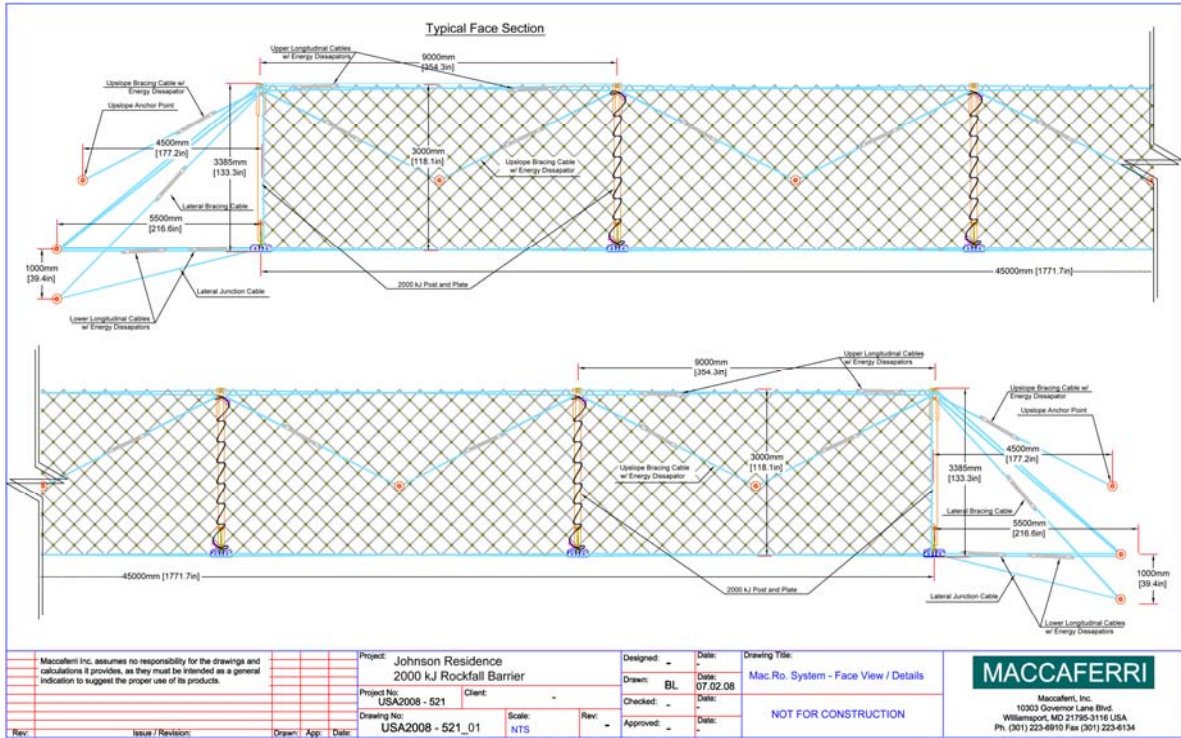 Typical Face Section
Upper Longitudinal Cables
w/ Energy Dissapators
9000mm
[354.3in]
Upslope Bracing Cable w/
Energy Dissapator
Upslope Anchor Point
4500mm
[177.2in]
3385mm
[133.3in]
3000mm
[118.1in]
Upslope Bracing Cable
w/ Energy Dissapator
Lateral Bracing Cable
5500mm
[216.6in]
1000mm
[39.4in]
Lateral Junction Cable
2000 kJ Post and Plate
45000mm [1771.7in]
Lower Longitudinal Cables
w/ Energy Dissapators
9000mm
[354.3in]
Upper Longitudinal Cables
w/ Energy Dissapators
Upslope Bracing Cable w/
Energy Dissapator
Upslope Anchor Point
4500mm
[177.2in]
3000mm
[118.1in]
3385mm
[133.3in]
Upslope Bracing Cable
w/ Energy Dissapator
Lateral Bracing Cable
5500mm
[216.6in]
1000mm
[39.4in]
45000mm [1771.7in]
2000 kJ Post and Plate
Lateral Junction Cable
Lower Longitudinal Cables
w/ Energy Dissapators
Maccaferri Inc. assumes no responsibility for the drawings and
calculations it provides, as they must be intended as a general
indication to suggest the proper use of its products.
Rev: Issue / Revision: Drawn: App: Date:
Project: Johnson Residence
2000 kJ Rockfall Barrier
Project No: USA2008 - 521
Client: -
Drawing No: USA2008 - 521_01
Scale: NTS
Rev: -
Designed: - Date: -
Drawn: BL Date: 07.02.08
Checked: - Date: -
Approved: - Date: -
Drawing Title:
Mac.Ro. System - Face View / Details
NOT FOR CONSTRUCTION
MACCAFERRI
Maccaferri, Inc.
10303 Governor Lane Blvd.
Williamsport, MD 21795-3116 USA
Ph. (301) 223-6910 Fax (301) 223-6134